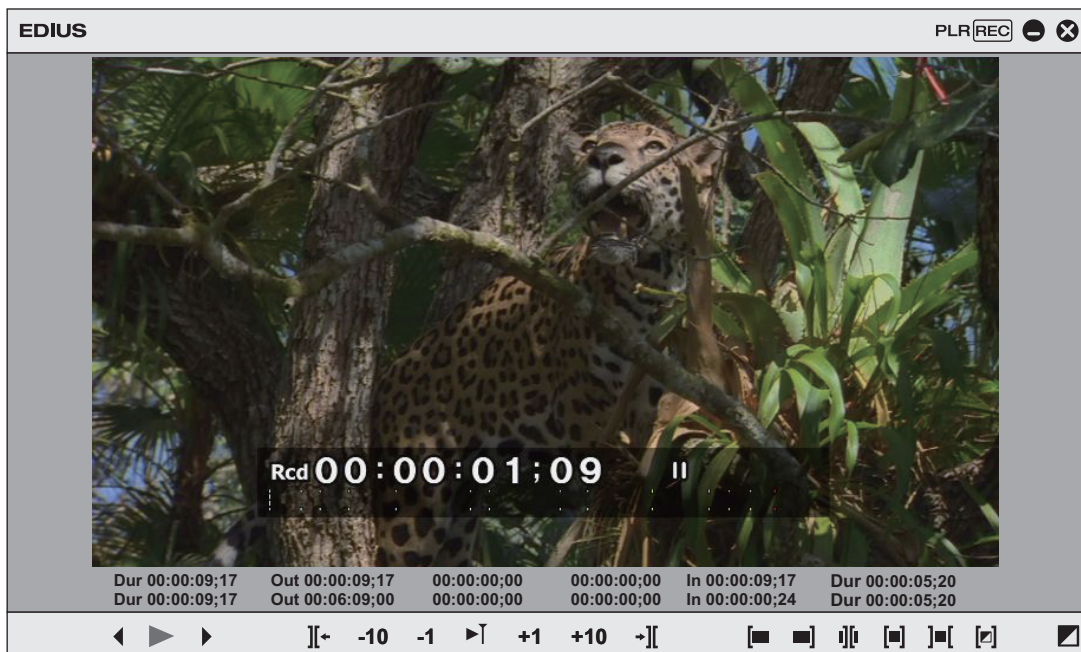 EDIUS PLR REC
Rcd 00:00:01;09
Dur 00:00:09;17 Out 00:00:09;17 00:00:00;00 00:00:00;00 In 00:00:09;17 Dur 00:00:05;20
Dur 00:00:09;17 Out 00:06:09;00 00:00:00;00 00:00:00;00 In 00:00:00;24 Dur 00:00:05;20
-10 -1 +1 +10